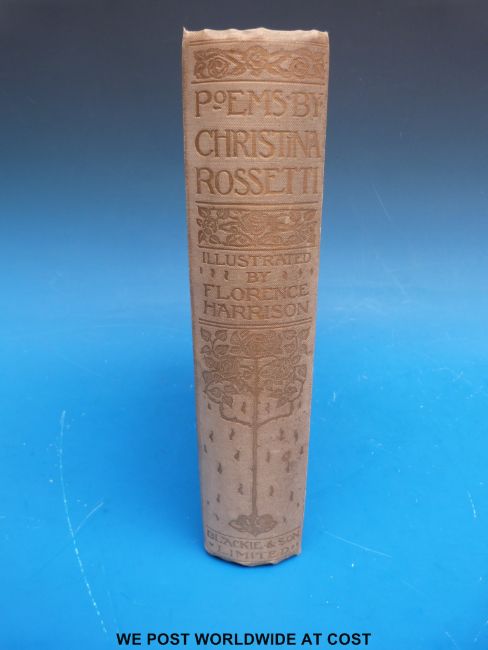 POEMS·BY
CHRISTINA
ROSSETTI
ILLUSTRATED
BY
FLORENCE
HARRISON
BLACKIE & SON
LIMITED
WE POST WORLDWIDE AT COST